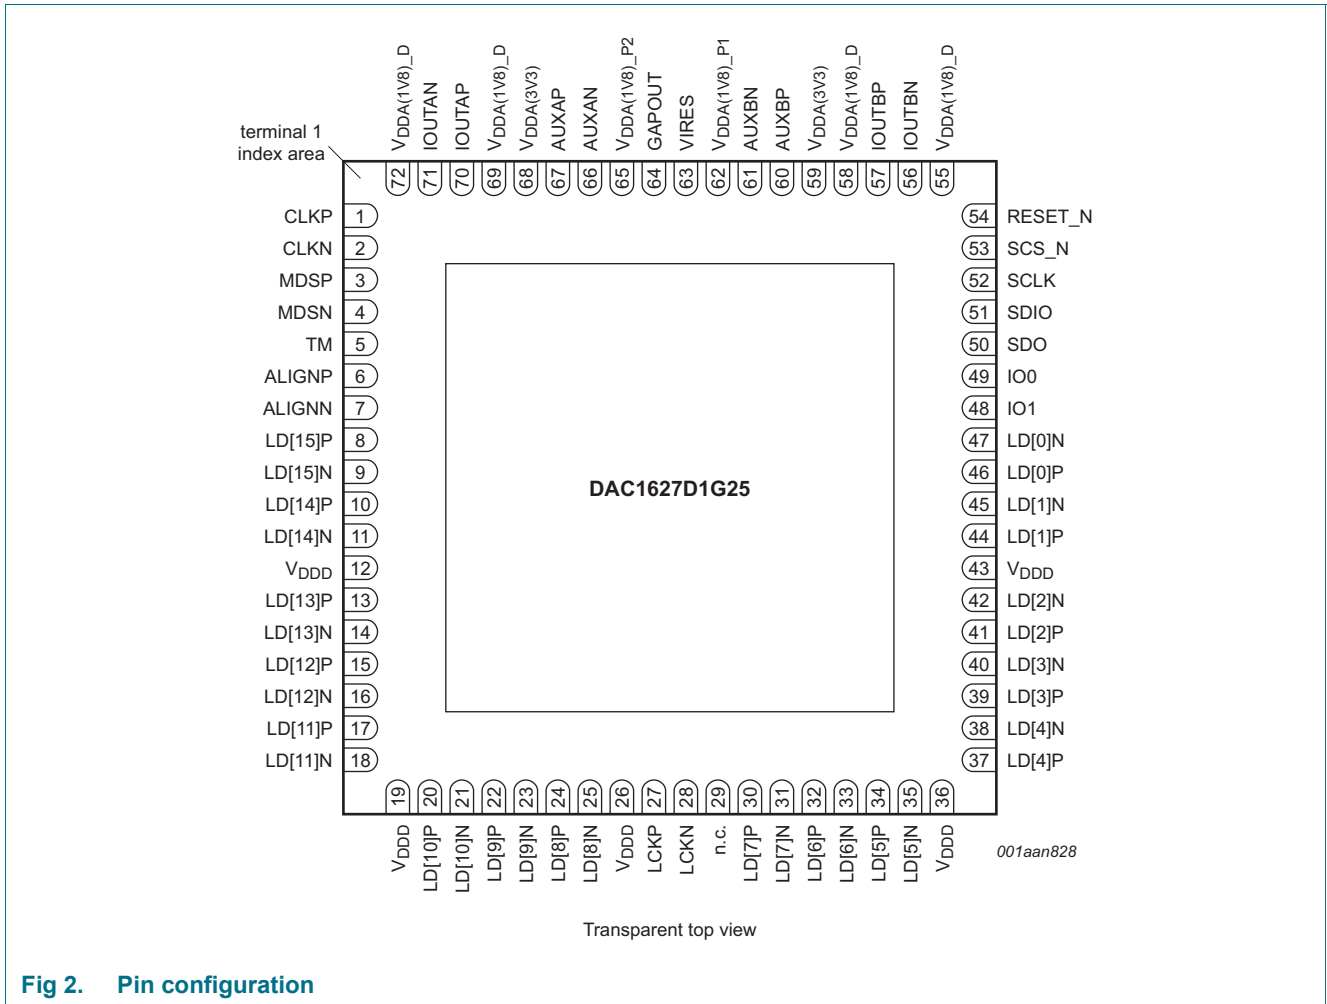 VDDA(1V8)_D
IOUTAN
IOUTAP
VDDA(1V8)_D
VDDA(3V3)
AUXAP
AUXAN
VDDA(1V8)_P2
GAPOUT
VIRES
VDDA(1V8)_P1
AUXBN
AUXBP
VDDA(3V3)
VDDA(1V8)_D
IOUTBP
IOUTBN
VDDA(1V8)_D
terminal 1
index area
72 71 70 69 68 67 66 65 64 63 62 61 60 59 58 57 56 55
CLKP 1 54 RESET_N
CLKN 2 53 SCS_N
MDSP 3 52 SCLK
MDSN 4 51 SDIO
TM 5 50 SDO
ALIGNP 6 49 IO0
ALIGNN 7 48 IO1
LD[15]P 8 47 LD[0]N
LD[15]N 9 46 LD[0]P
DAC1627D1G25
LD[14]P 10 45 LD[1]N
LD[14]N 11 44 LD[1]P
VDDD 12 43 VDDD
LD[13]P 13 42 LD[2]N
LD[13]N 14 41 LD[2]P
LD[12]P 15 40 LD[3]N
LD[12]N 16 39 LD[3]P
LD[11]P 17 38 LD[4]N
LD[11]N 18 37 LD[4]P
19 20 21 22 23 24 25 26 27 28 29 30 31 32 33 34 35 36
VDDD
LD[10]P
LD[10]N
LD[9]P
LD[9]N
LD[8]P
LD[8]N
VDDD
LCKP
LCKN
n.c.
LD[7]P
LD[7]N
LD[6]P
LD[6]N
LD[5]P
LD[5]N
VDDD
001aan828
Transparent top view
Fig 2. Pin configuration